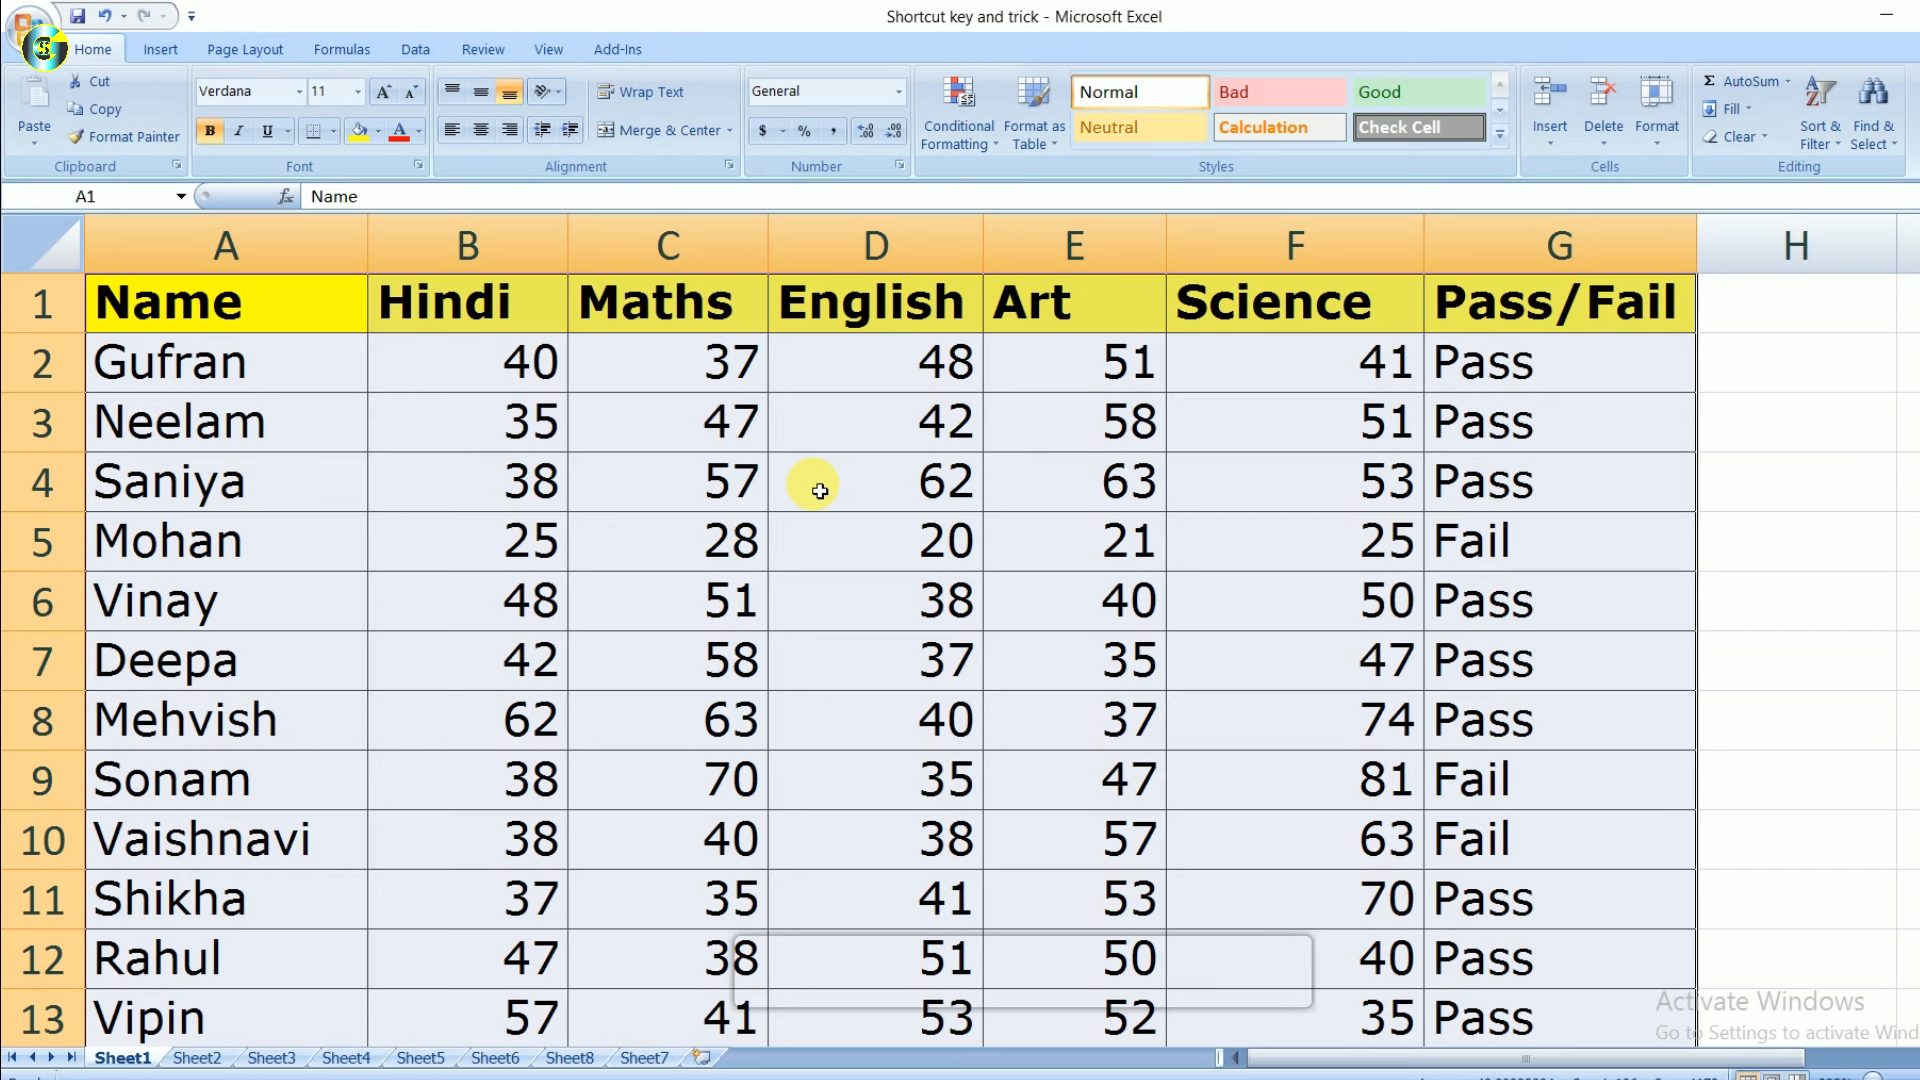 Shortcut key and trick - Microsoft Excel
Home Insert Page Layout Formulas Data Review View Add-Ins
Paste
Cut
Copy
Format Painter
Clipboard
Verdana 11
B I U
Font
Wrap Text
Merge & Center
Alignment
General
$ % ,
Number
Conditional Formatting
Format as Table
Normal Bad Good
Neutral Calculation Check Cell
Styles
Insert Delete Format
Cells
Σ AutoSum
Fill
Clear
Sort & Filter
Find & Select
Editing
A1 fx Name
A B C D E F G H
1 Name Hindi Maths English Art Science Pass/Fail
2 Gufran 40 37 48 51 41 Pass
3 Neelam 35 47 42 58 51 Pass
4 Saniya 38 57 62 63 53 Pass
5 Mohan 25 28 20 21 25 Fail
6 Vinay 48 51 38 40 50 Pass
7 Deepa 42 58 37 35 47 Pass
8 Mehvish 62 63 40 37 74 Pass
9 Sonam 38 70 35 47 81 Fail
10 Vaishnavi 38 40 38 57 63 Fail
11 Shikha 37 35 41 53 70 Pass
12 Rahul 47 38 51 50 40 Pass
13 Vipin 57 41 53 52 35 Pass
Activate Windows
Go to Settings to activate Wind
Sheet1 Sheet2 Sheet3 Sheet4 Sheet5 Sheet6 Sheet8 Sheet7